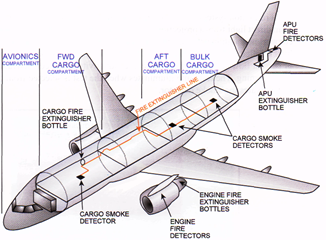 AVIONICS
COMPARTMENT
FWD
CARGO
COMPARTMENT
AFT
CARGO
COMPARTMENT
BULK
CARGO
COMPARTMENT
APU
FIRE
DETECTORS
FIRE EXTINGUISHER LINE
CARGO FIRE
EXTINGUISHER
BOTTLE
APU
EXTINGUISHER
BOTTLE
CARGO SMOKE
DETECTORS
CARGO SMOKE
DETECTOR
ENGINE FIRE
EXTINGUISHER
BOTTLES
ENGINE
FIRE
DETECTORS